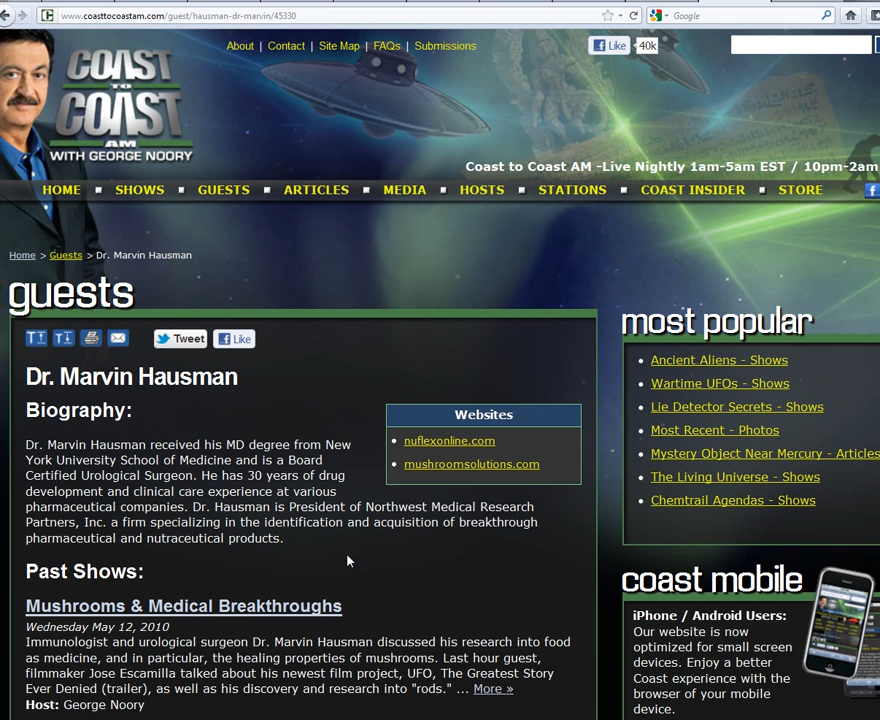 www.coasttocoastam.com/guest/hausman-dr-marvin/45330
Google
About | Contact | Site Map | FAQs | Submissions
Like 40k
COAST
TO
COAST
AM
WITH GEORGE NOORY
Coast to Coast AM -Live Nightly 1am-5am EST / 10pm-2am
HOME SHOWS GUESTS ARTICLES MEDIA HOSTS STATIONS COAST INSIDER STORE
Home > Guests > Dr. Marvin Hausman
guests
Tweet Like
Dr. Marvin Hausman
Biography:
Websites
nuflexonline.com
mushroomsolutions.com
Dr. Marvin Hausman received his MD degree from New
York University School of Medicine and is a Board
Certified Urological Surgeon. He has 30 years of drug
development and clinical care experience at various
pharmaceutical companies. Dr. Hausman is President of Northwest Medical Research
Partners, Inc. a firm specializing in the identification and acquisition of breakthrough
pharmaceutical and nutraceutical products.
Past Shows:
Mushrooms & Medical Breakthroughs
Wednesday May 12, 2010
Immunologist and urological surgeon Dr. Marvin Hausman discussed his research into food
as medicine, and in particular, the healing properties of mushrooms. Last hour guest,
filmmaker Jose Escamilla talked about his newest film project, UFO, The Greatest Story
Ever Denied (trailer), as well as his discovery and research into "rods." ... More »
Host: George Noory
most popular
Ancient Aliens - Shows
Wartime UFOs - Shows
Lie Detector Secrets - Shows
Most Recent - Photos
Mystery Object Near Mercury - Articles
The Living Universe - Shows
Chemtrail Agendas - Shows
coast mobile
iPhone / Android Users:
Our website is now
optimized for small screen
devices. Enjoy a better
Coast experience with the
browser of your mobile
device.